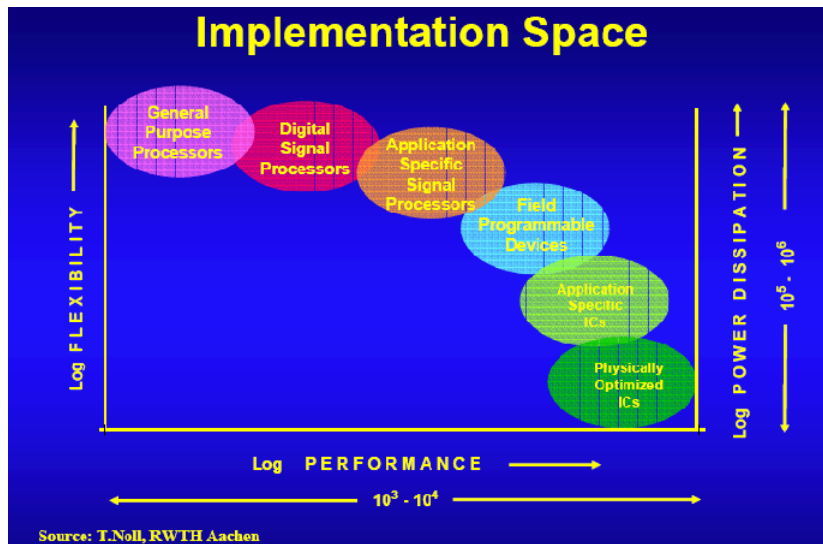 Implementation Space
General
Purpose
Processors
Digital
Signal
Processors
Application
Specific
Signal
Processors
Field
Programmable
Devices
Application
Specific
ICs
Physically
Optimized
ICs
Log FLEXIBILITY
Log POWER DISSIPATION
10⁵ - 10⁶
Log PERFORMANCE
10³ - 10⁴
Source: T.Noll, RWTH Aachen